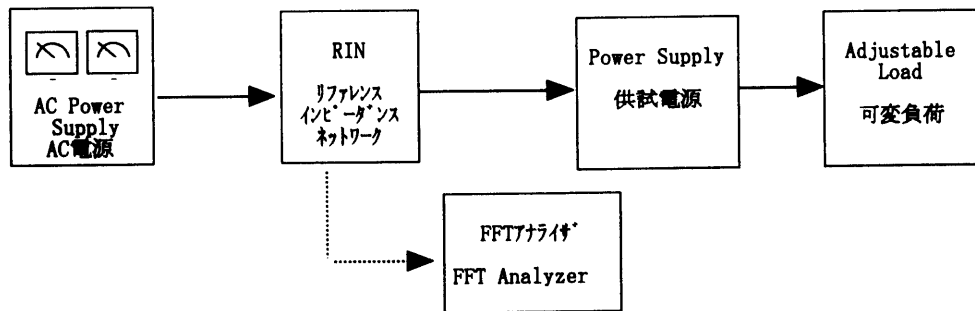 AC Power
Supply
AC電源
RIN
リファレンス
インピーダンス
ネットワーク
Power Supply
供試電源
Adjustable
Load
可変負荷
FFTアナライザ
FFT Analyzer